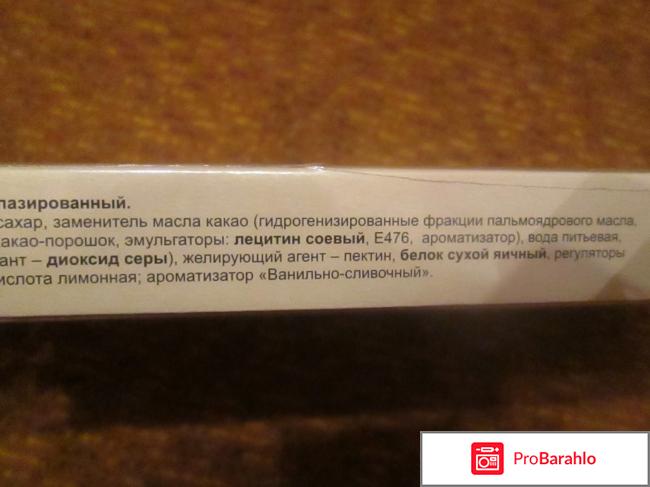 лазированный.
сахар, заменитель масла какао (гидрогенизированные фракции пальмоядрового масла,
какао-порошок, эмульгаторы: лецитин соевый, Е476, ароматизатор), вода питьевая,
ант – диоксид серы), желирующий агент – пектин, белок сухой яичный, регуляторы
ислота лимонная; ароматизатор «Ванильно-сливочный».
ProBarahlo